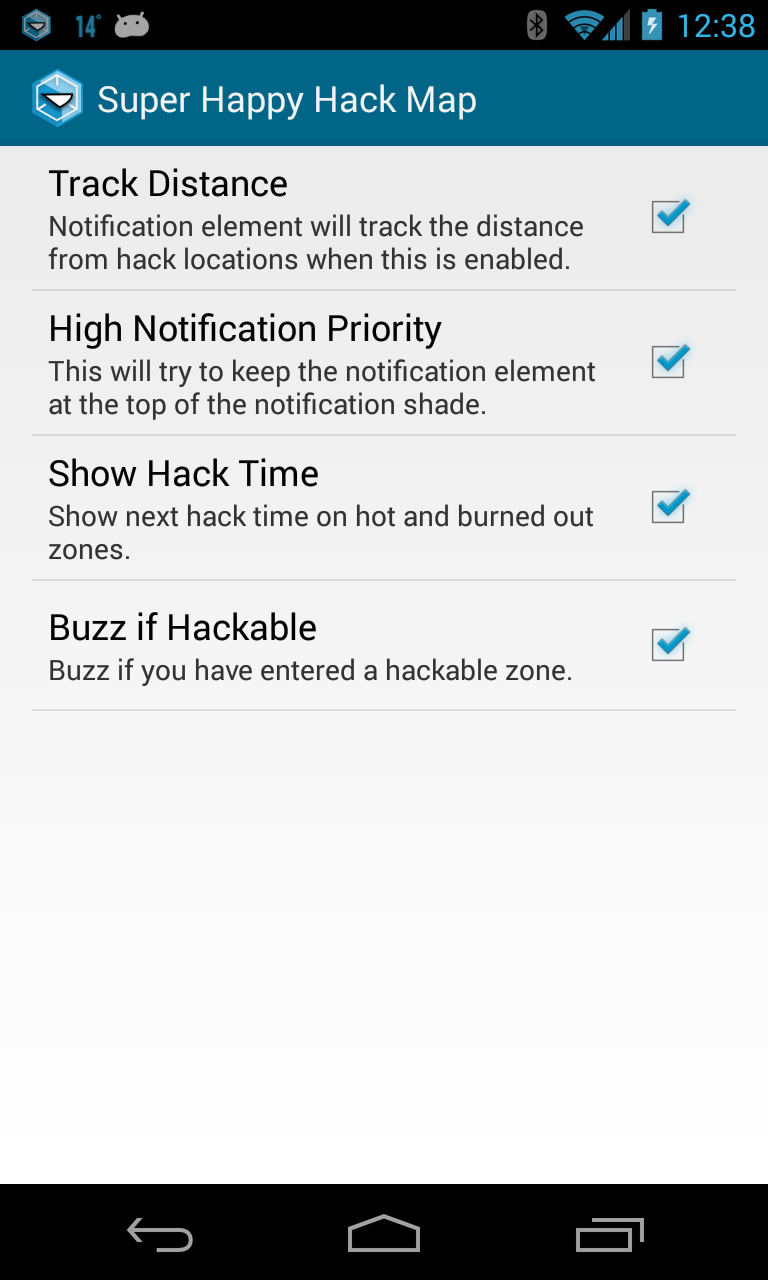 14° 12:38
Super Happy Hack Map
Track Distance
Notification element will track the distance
from hack locations when this is enabled.
High Notification Priority
This will try to keep the notification element
at the top of the notification shade.
Show Hack Time
Show next hack time on hot and burned out
zones.
Buzz if Hackable
Buzz if you have entered a hackable zone.